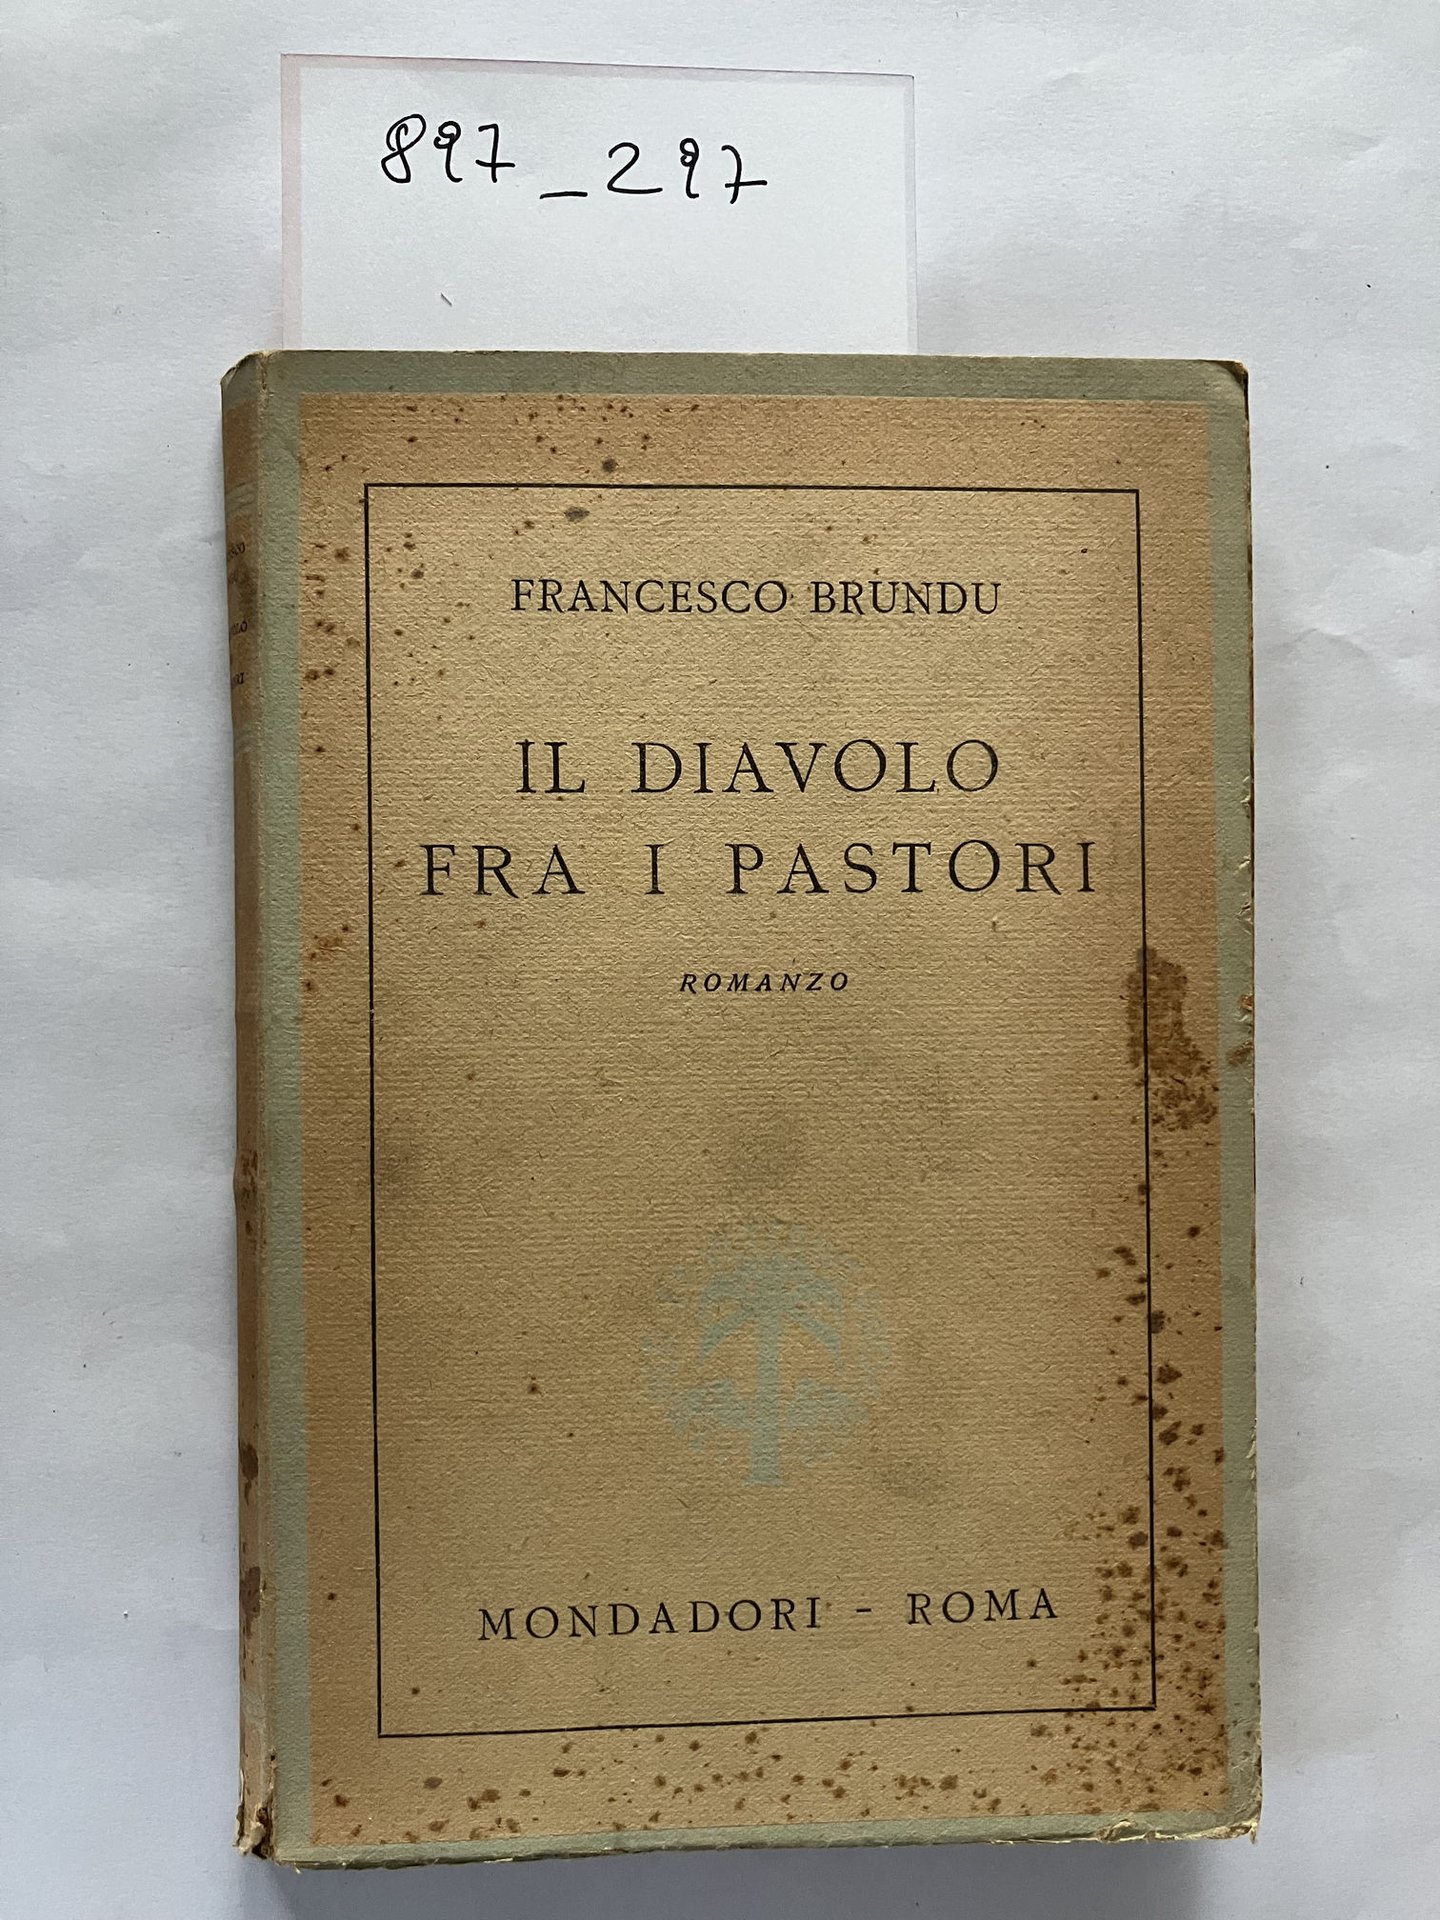 897_297
FRANCESCO BRUNDU
IL DIAVOLO
FRA I PASTORI
ROMANZO
MONDADORI - ROMA